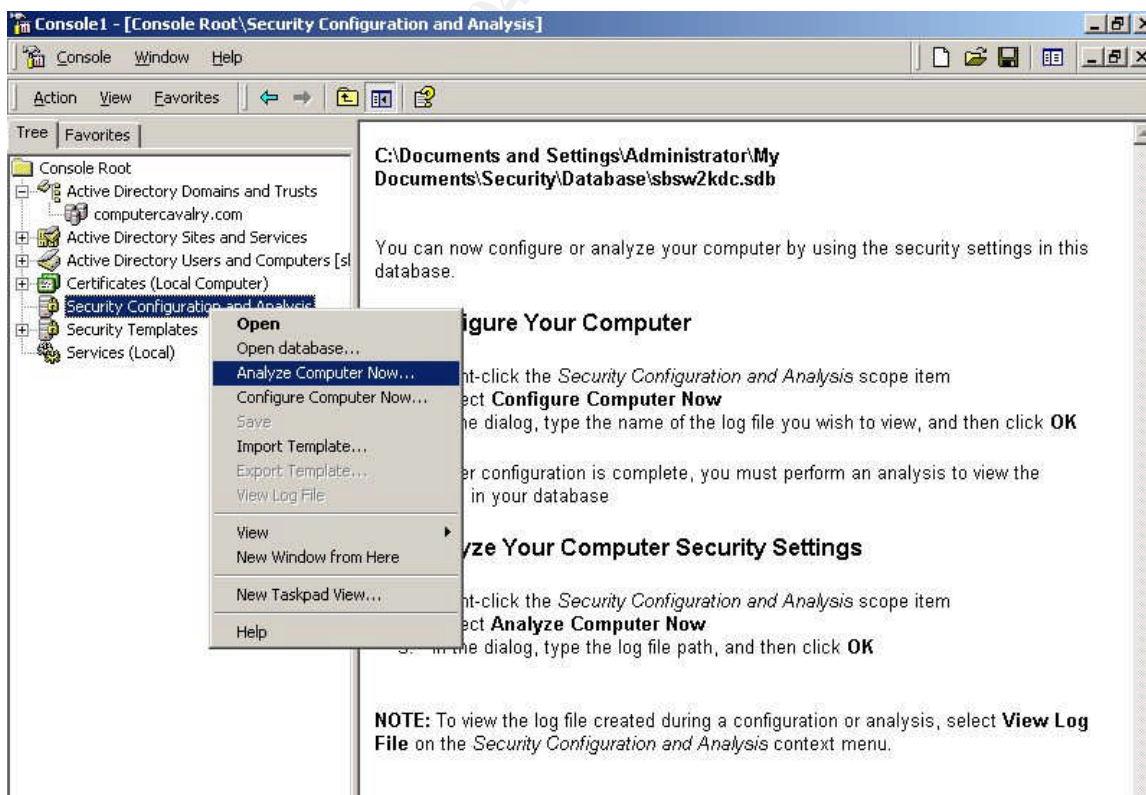 Console1 - [Console Root\Security Configuration and Analysis]
Console Window Help
Action View Favorites
Tree Favorites
Console Root
Active Directory Domains and Trusts
computercavalry.com
Active Directory Sites and Services
Active Directory Users and Computers [sl
Certificates (Local Computer)
Security Configuration and Analysis
Security Templates
Services (Local)
Open
Open database...
Analyze Computer Now...
Configure Computer Now...
Save
Import Template...
Export Template...
View Log File
View
New Window from Here
New Taskpad View...
Help
C:\Documents and Settings\Administrator\My
Documents\Security\Database\sbsw2kdc.sdb
You can now configure or analyze your computer by using the security settings in this
database.
igure Your Computer
ht-click the Security Configuration and Analysis scope item
ect Configure Computer Now
he dialog, type the name of the log file you wish to view, and then click OK
er configuration is complete, you must perform an analysis to view the
in your database
yze Your Computer Security Settings
ht-click the Security Configuration and Analysis scope item
ect Analyze Computer Now
the dialog, type the log file path, and then click OK
NOTE: To view the log file created during a configuration or analysis, select View Log
File on the Security Configuration and Analysis context menu.